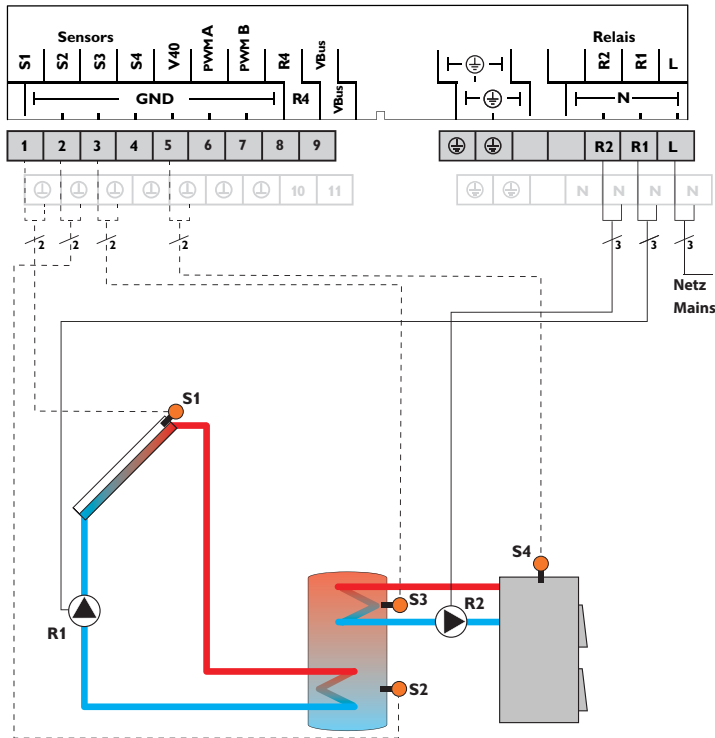 Sensors
Relais
S1 S2 S3 S4 V40 PWM A PWM B R4 VBus
R2 R1 L
GND R4 VBus
N
1 2 3 4 5 6 7 8 9
R2 R1 L
10 11
N N N N
2 2 2 2
3 3 3
Netz
Mains
S1
S4
S3
R2
R1
S2